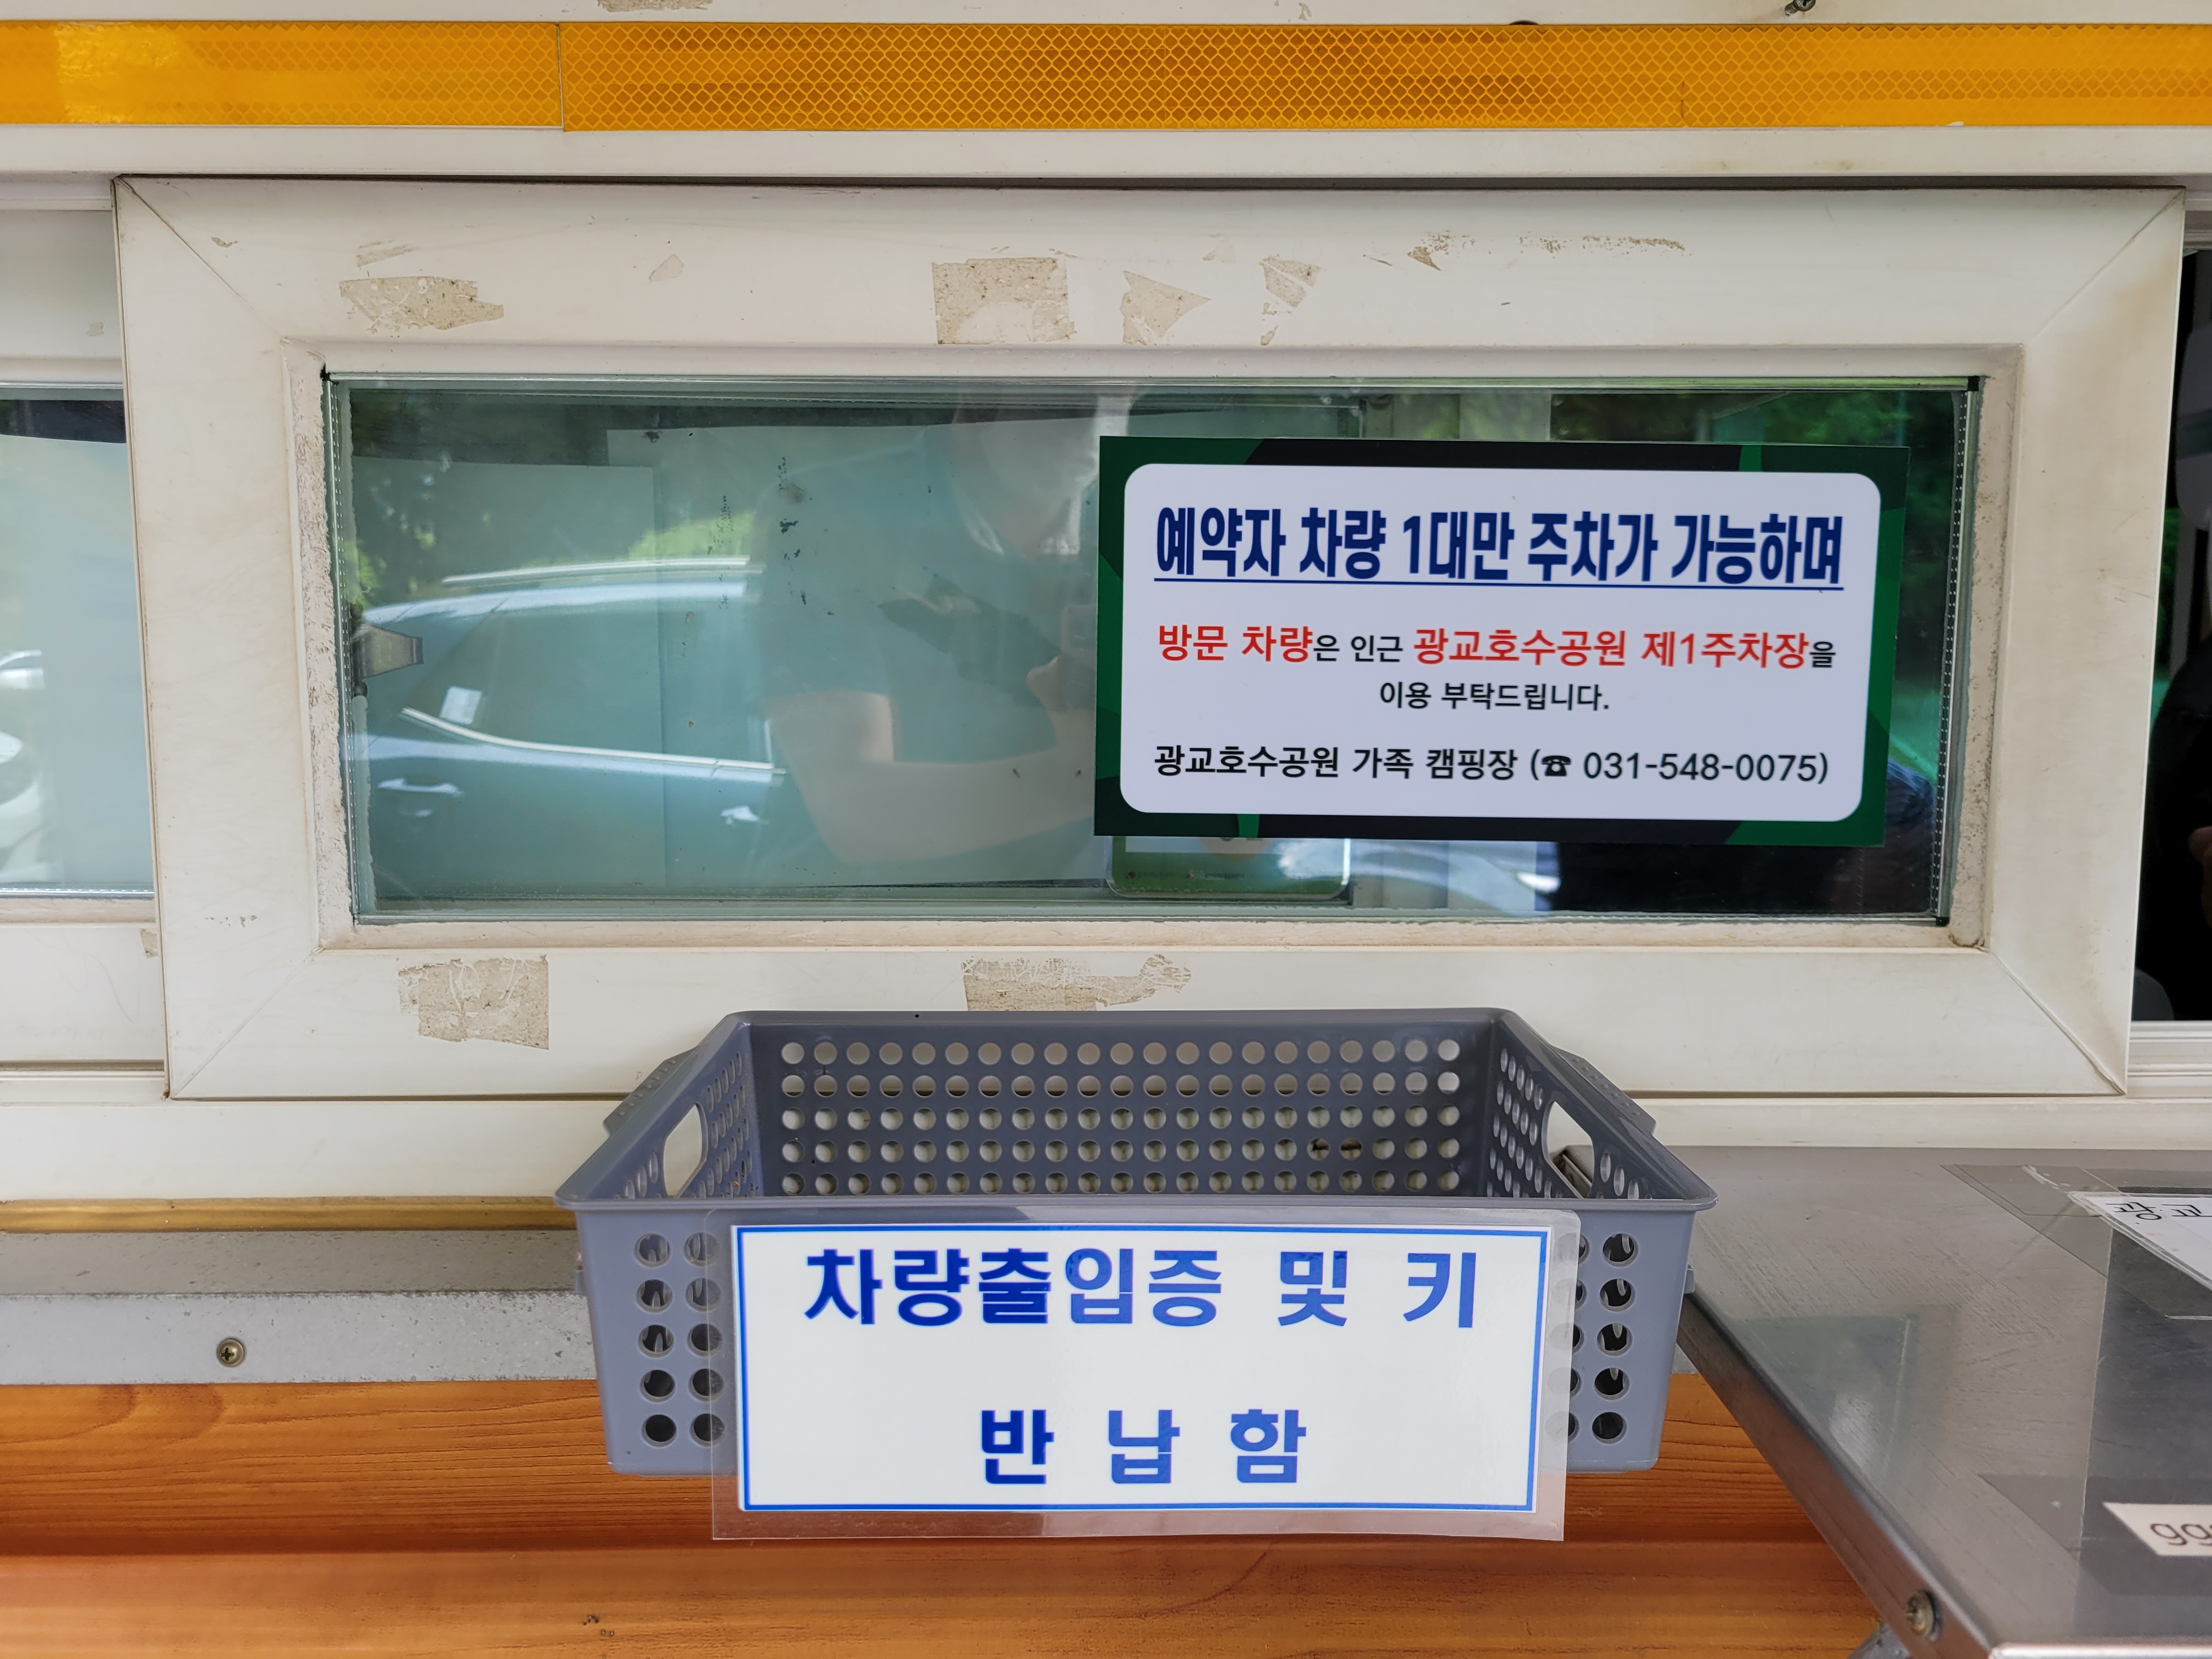 예약자 차량 1대만 주차가 가능하며
방문 차량은 인근 광교호수공원 제1주차장을
이용 부탁드립니다.
광교호수공원 가족 캠핑장 (☎ 031-548-0075)
차량출입증 및 키
반 납 함
광교